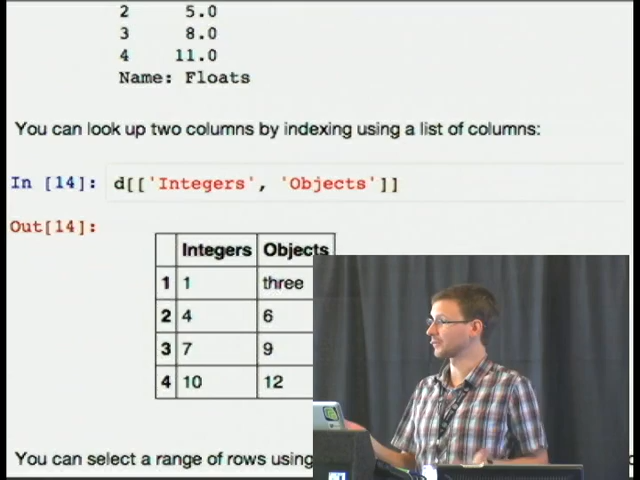 2 5.0
3 8.0
4 11.0
Name: Floats
You can look up two columns by indexing using a list of columns:
In [14]: d[['Integers', 'Objects']]
Out[14]:
Integers Objects
1 1 three
2 4 6
3 7 9
4 10 12
You can select a range of rows using